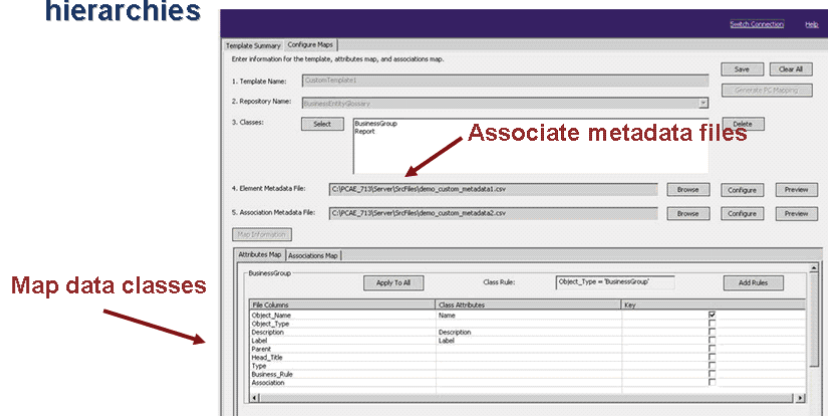 hierarchies
Switch Connection Help
Template Summary Configure Maps
Enter information for the template, attributes map, and associations map.
Save Clear All
1. Template Name: CustomTemplate1
Generate PC Mapping
2. Repository Name: BusinessEntityGlossary
3. Classes: Select BusinessGroup Delete
Report
Associate metadata files
4. Element Metadata File: C:\PCAE_713\Server\SrcFiles\demo_custom_metadata1.csv Browse Configure Preview
5. Association Metadata File: C:\PCAE_713\Server\SrcFiles\demo_custom_metadata2.csv Browse Configure Preview
Map Information
Attributes Map Associations Map
Map data classes
BusinessGroup
Apply To All Class Rule: Object_Type = 'BusinessGroup' Add Rules
File Columns Class Attributes Key
Object_Name Name
Object_Type
Description Description
Label Label
Parent
Head_Title
Type
Business_Rule
Association